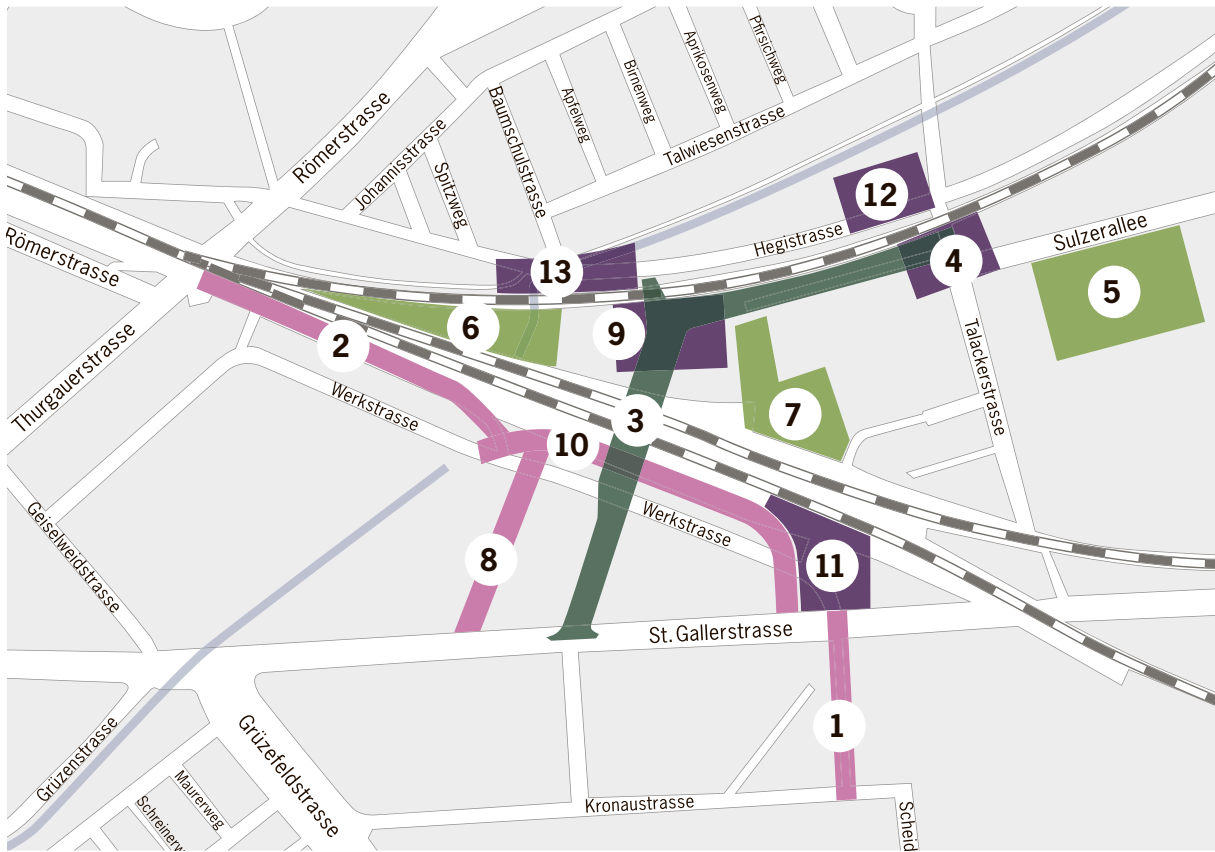 Römerstrasse
Johannisstrasse
Spitzweg
Baumschulstrasse
Apfelweg
Birnenweg
Aprikosenweg
Pfirsichweg
Talwiesenstrasse
12
Hegistrasse
Sulzerallee
4
5
13
Römerstrasse
6
9
2
Thurgauerstrasse
Werkstrasse
3
7
Talackerstrasse
10
Werkstrasse
Geiselweidstrasse
8
11
St. Gallerstrasse
1
Grüzenstrasse
Grüzefeldstrasse
Maurerweg
Schreinerw
Kronaustrasse
Scheid